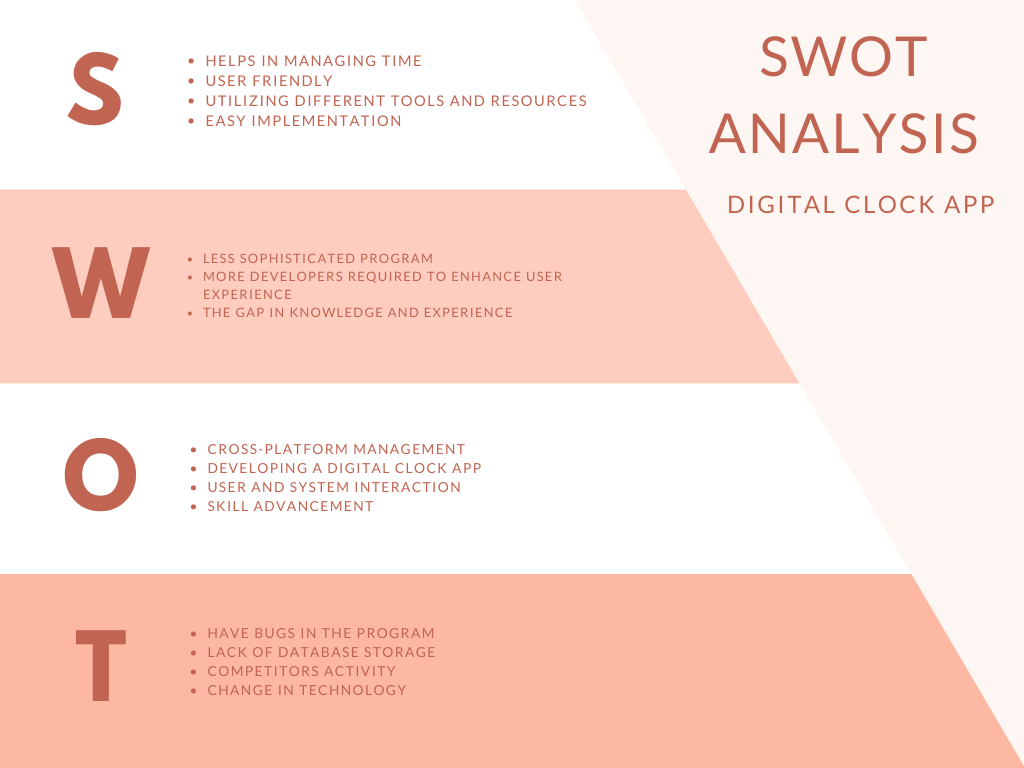 SWOT
ANALYSIS
DIGITAL CLOCK APP
S
• HELPS IN MANAGING TIME
• USER FRIENDLY
• UTILIZING DIFFERENT TOOLS AND RESOURCES
• EASY IMPLEMENTATION
W
• LESS SOPHISTICATED PROGRAM
• MORE DEVELOPERS REQUIRED TO ENHANCE USER
EXPERIENCE
• THE GAP IN KNOWLEDGE AND EXPERIENCE
O
• CROSS-PLATFORM MANAGEMENT
• DEVELOPING A DIGITAL CLOCK APP
• USER AND SYSTEM INTERACTION
• SKILL ADVANCEMENT
T
• HAVE BUGS IN THE PROGRAM
• LACK OF DATABASE STORAGE
• COMPETITORS ACTIVITY
• CHANGE IN TECHNOLOGY